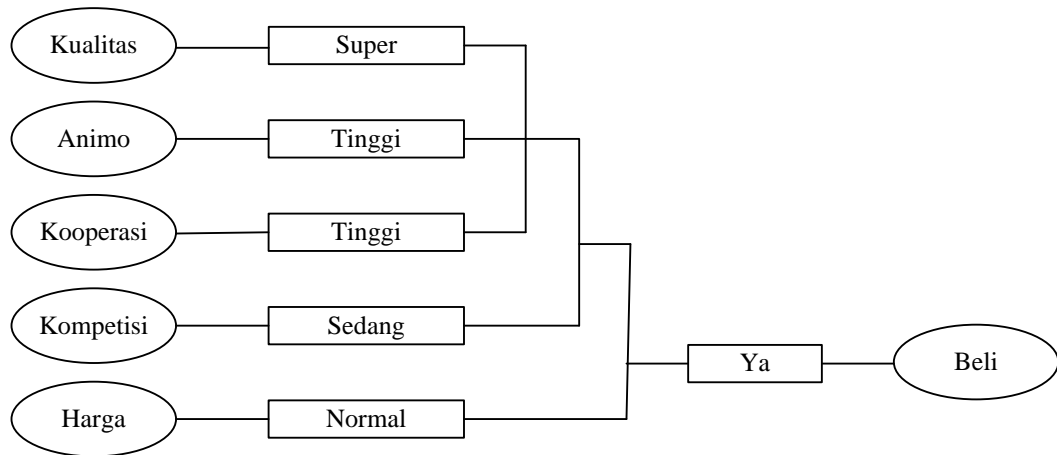 Kualitas
Super
Animo
Tinggi
Kooperasi
Tinggi
Kompetisi
Sedang
Ya
Beli
Harga
Normal